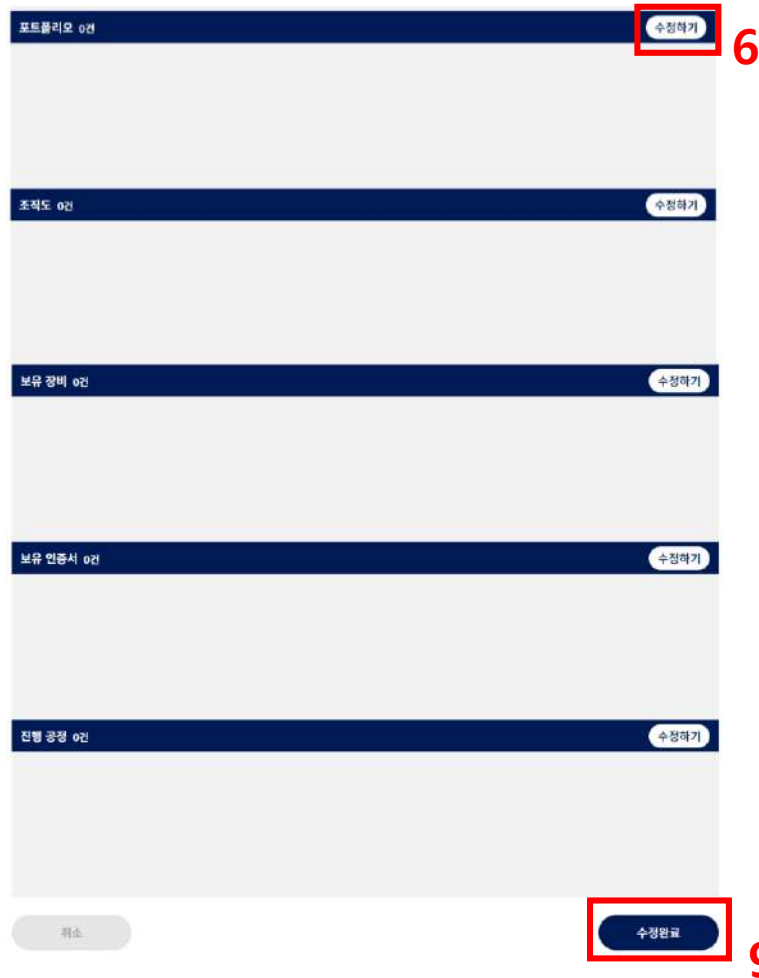 포트폴리오 0건 수정하기
6
조직도 0건 수정하기
보유 장비 0건 수정하기
보유 인증서 0건 수정하기
진행 공정 0건 수정하기
취소 수정완료
9